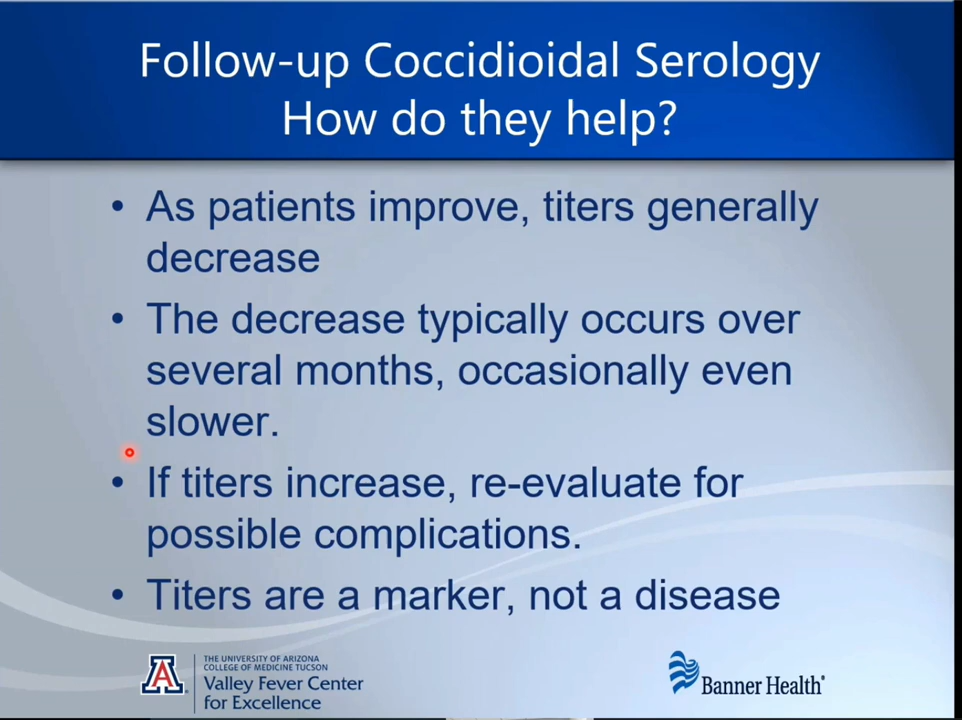 Follow-up Coccidioidal Serology
How do they help?
• As patients improve, titers generally
decrease
• The decrease typically occurs over
several months, occasionally even
slower.
• If titers increase, re-evaluate for
possible complications.
• Titers are a marker, not a disease
A
THE UNIVERSITY OF ARIZONA
COLLEGE OF MEDICINE TUCSON
Valley Fever Center
for Excellence
Banner Health®